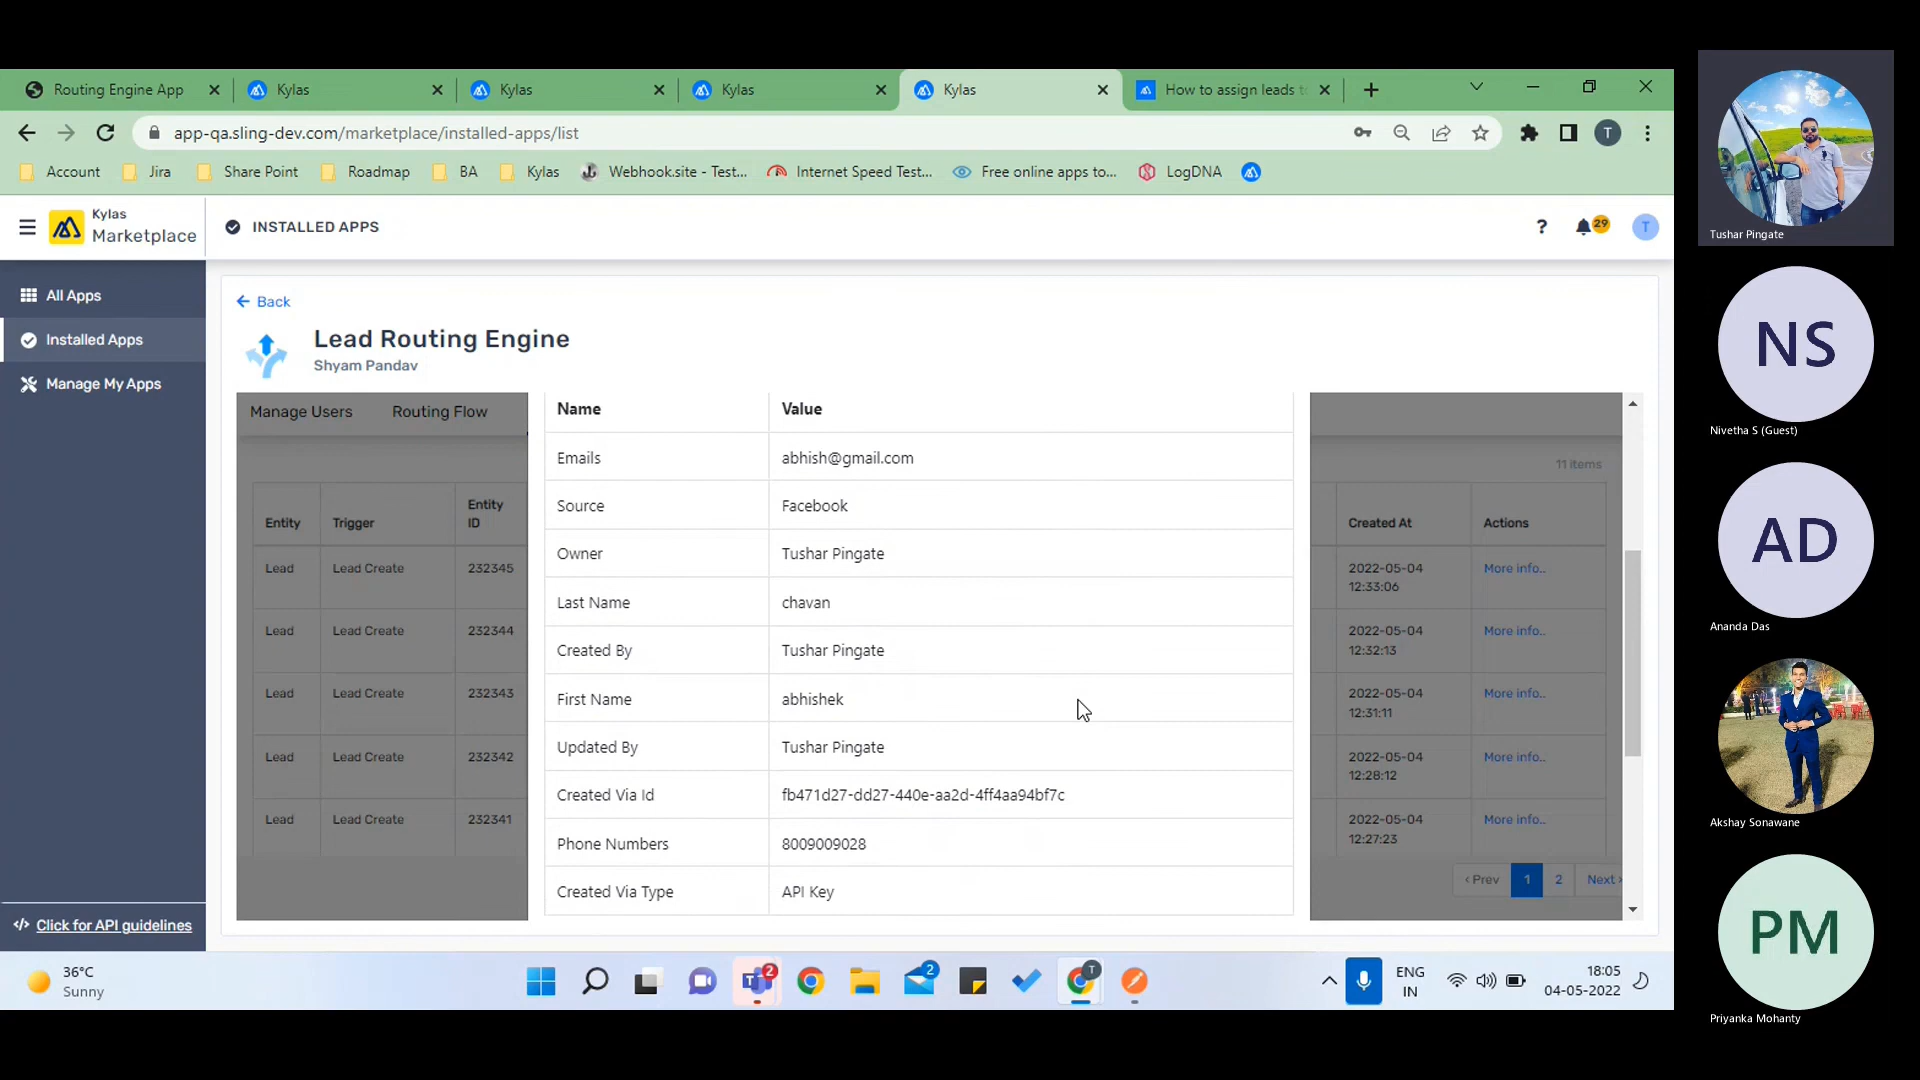 Routing Engine App
Kylas
Kylas
Kylas
Kylas
How to assign leads to
app-qa.sling-dev.com/marketplace/installed-apps/list
T
Account
Jira
Share Point
Roadmap
BA
Kylas
Webhook.site - Test...
Internet Speed Test...
Free online apps to...
LogDNA
Kylas
Marketplace
INSTALLED APPS
?
29
T
All Apps
Installed Apps
Manage My Apps
Click for API guidelines
Back
Lead Routing Engine
Shyam Pandav
Manage Users
Routing Flow
11 items
Entity
Trigger
Entity
ID
Created At
Actions
Lead
Lead Create
232345
2022-05-04
12:33:06
More info..
Lead
Lead Create
232344
2022-05-04
12:32:13
More info..
Lead
Lead Create
232343
2022-05-04
12:31:11
More info..
Lead
Lead Create
232342
2022-05-04
12:28:12
More info..
Lead
Lead Create
232341
2022-05-04
12:27:23
More info..
‹ Prev
1
2
Next ›
Name
Value
Emails
abhish@gmail.com
Source
Facebook
Owner
Tushar Pingate
Last Name
chavan
Created By
Tushar Pingate
First Name
abhishek
Updated By
Tushar Pingate
Created Via Id
fb471d27-dd27-440e-aa2d-4ff4aa94bf7c
Phone Numbers
8009009028
Created Via Type
API Key
36°C
Sunny
2
2
T
ENG
IN
18:05
04-05-2022
Tushar Pingate
NS
Nivetha S (Guest)
AD
Ananda Das
Akshay Sonawane
PM
Priyanka Mohanty